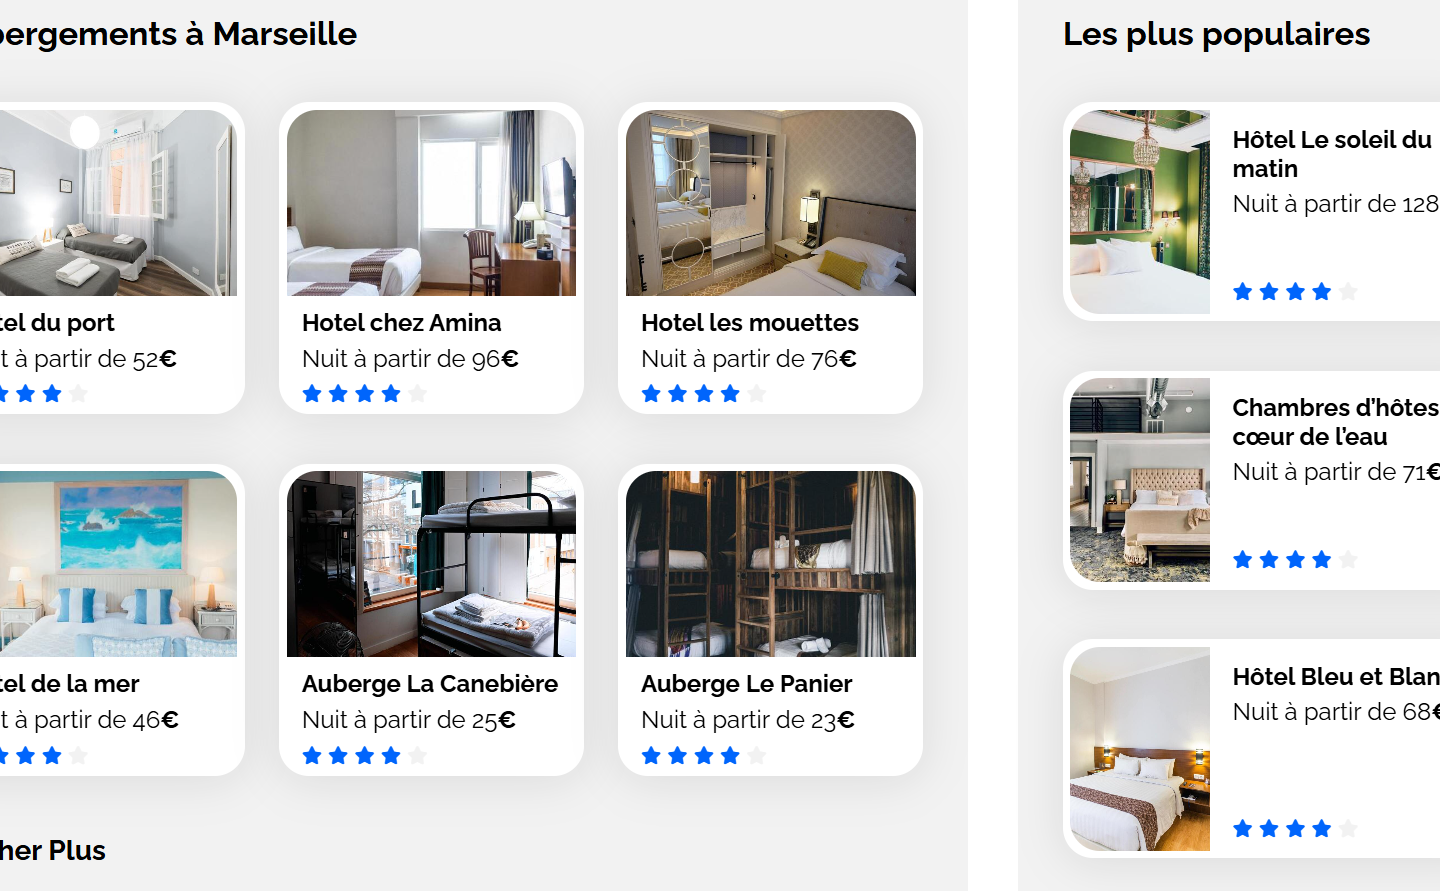 bergements à Marseille
tel du port
t à partir de 52€
Hotel chez Amina
Nuit à partir de 96€
Hotel les mouettes
Nuit à partir de 76€
tel de la mer
t à partir de 46€
Auberge La Canebière
Nuit à partir de 25€
Auberge Le Panier
Nuit à partir de 23€
her Plus
Les plus populaires
Hôtel Le soleil du
matin
Nuit à partir de 128
Chambres d’hôtes
cœur de l’eau
Nuit à partir de 71€
Hôtel Bleu et Blan
Nuit à partir de 68€